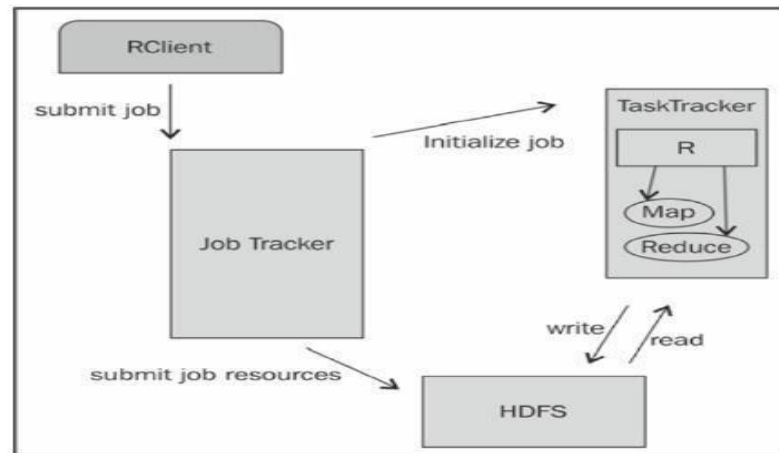 RClient
submit job
TaskTracker
Initialize job
R
Map
Job Tracker
Reduce
write
read
submit job resources
HDFS